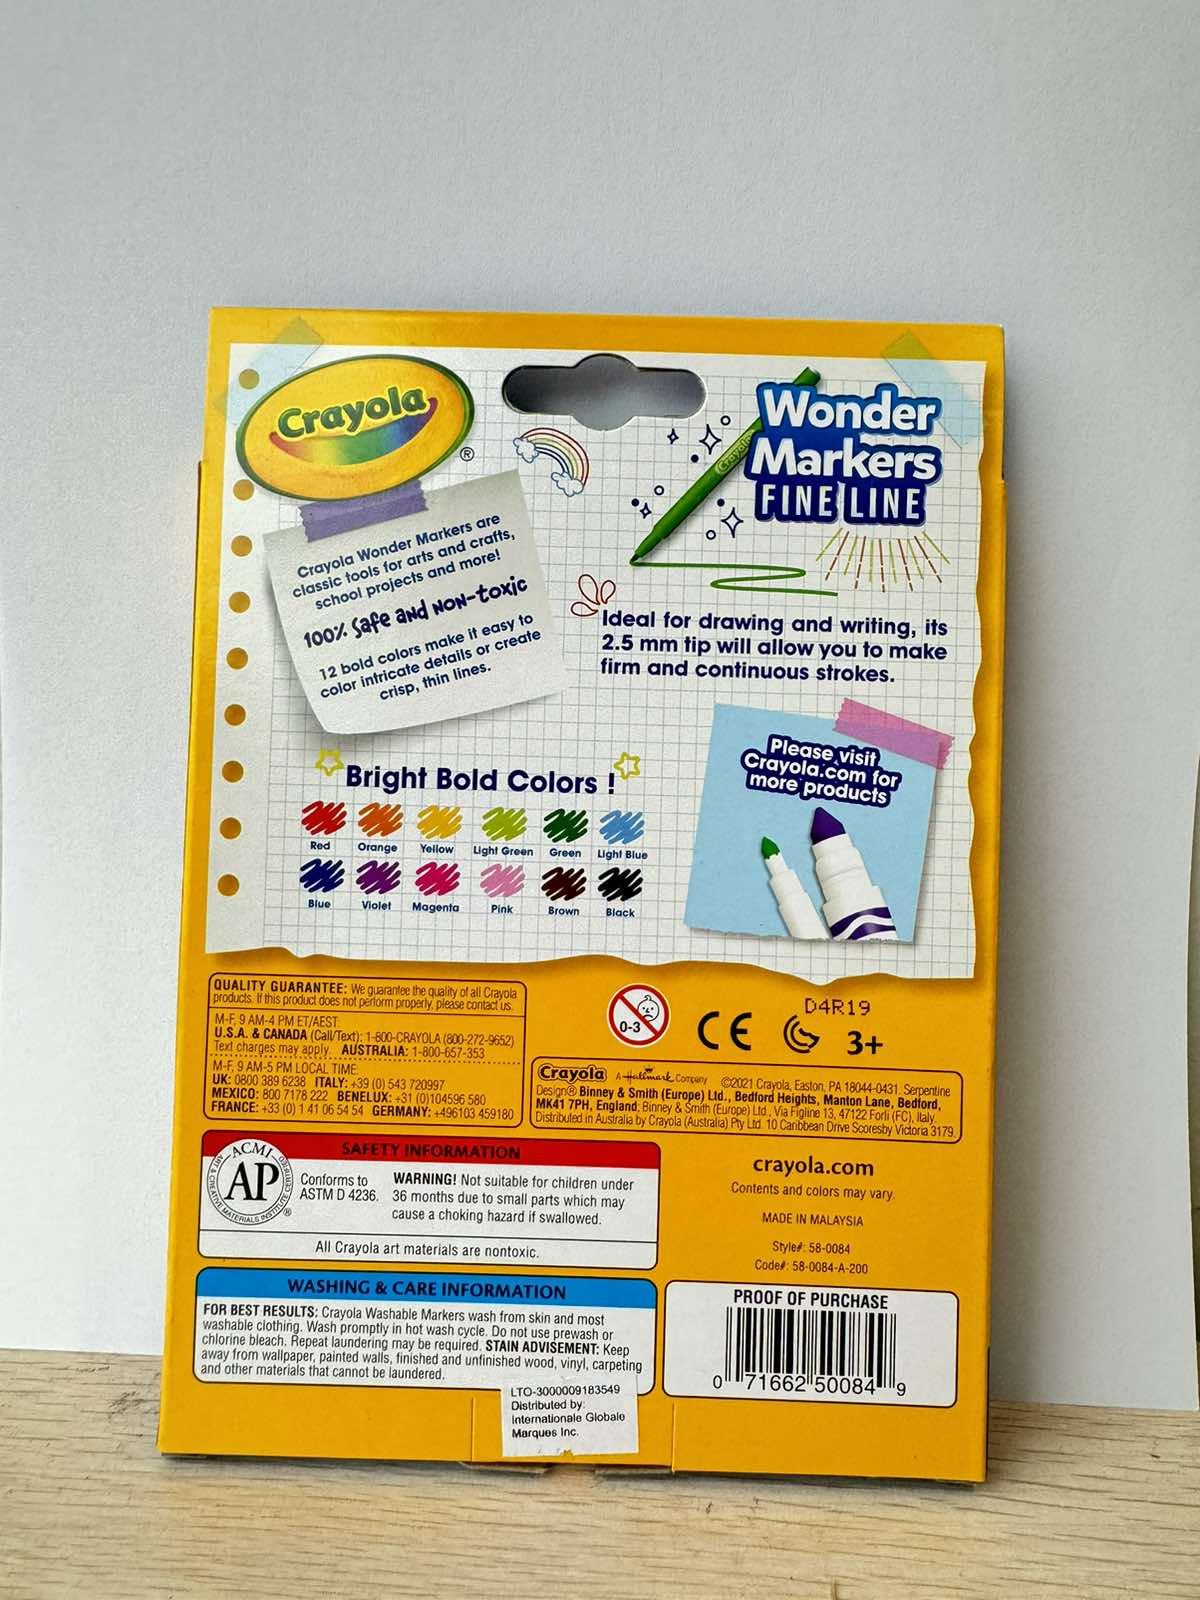 Crayola
®
Crayola Wonder Markers are
classic tools for arts and crafts,
school projects and more!
100% Safe and Non-toxic
12 bold colors make it easy to
color intricate details or create
crisp, thin lines.
Crayola
Wonder
Markers
FINE LINE
Ideal for drawing and writing, its
2.5 mm tip will allow you to make
firm and continuous strokes.
Please visit
Crayola.com for
more products
Bright Bold Colors !
Red Orange Yellow Light Green Green Light Blue
Blue Violet Magenta Pink Brown Black
QUALITY GUARANTEE: We guarantee the quality of all Crayola
products. If this product does not perform properly, please contact us.
M-F, 9 AM-4 PM ET/AEST:
U.S.A. & CANADA (Call/Text): 1-800-CRAYOLA (800-272-9652)
Text charges may apply. AUSTRALIA: 1-800-657-353
M-F, 9 AM-5 PM LOCAL TIME:
UK: 0800 389 6238 ITALY: +39 (0) 543 720997
MEXICO: 800 7178 222 BENELUX: +31 (0)104596 580
FRANCE: +33 (0) 1 41 06 54 54 GERMANY: +496103 459180
0-3
CE
D4R19
3+
Crayola A Hallmark Company ©2021 Crayola, Easton, PA 18044-0431. Serpentine
Design® Binney & Smith (Europe) Ltd., Bedford Heights, Manton Lane, Bedford,
MK41 7PH, England; Binney & Smith (Europe) Ltd., Via Figline 13, 47122 Forlì (FC), Italy.
Distributed in Australia by Crayola (Australia) Pty Ltd. 10 Caribbean Drive Scoresby Victoria 3179.
SAFETY INFORMATION
ACMI
AP
ART & CREATIVE MATERIALS INSTITUTE CERTIFIED
®
Conforms to
ASTM D 4236.
WARNING! Not suitable for children under
36 months due to small parts which may
cause a choking hazard if swallowed.
All Crayola art materials are nontoxic.
crayola.com
Contents and colors may vary.
MADE IN MALAYSIA
Style#: 58-0084
Code#: 58-0084-A-200
WASHING & CARE INFORMATION
FOR BEST RESULTS: Crayola Washable Markers wash from skin and most
washable clothing. Wash promptly in hot wash cycle. Do not use prewash or
chlorine bleach. Repeat laundering may be required. STAIN ADVISEMENT: Keep
away from wallpaper, painted walls, finished and unfinished wood, vinyl, carpeting
and other materials that cannot be laundered.
PROOF OF PURCHASE
0 71662 50084 9
LTO-3000009183549
Distributed by:
Internationale Globale
Marques Inc.